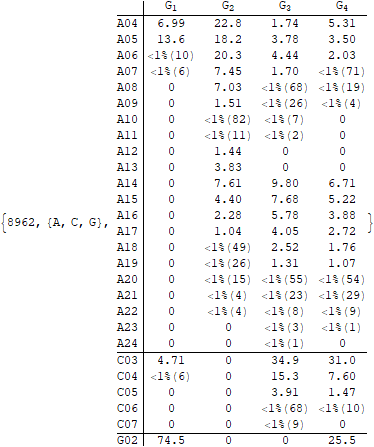 G1 G2 G3 G4
A04 6.99 22.8 1.74 5.31
A05 13.6 18.2 3.78 3.50
A06 <1%(10) 20.3 4.44 2.03
A07 <1%(6) 7.45 1.70 <1%(71)
A08 0 7.03 <1%(68) <1%(19)
A09 0 1.51 <1%(26) <1%(4)
A10 0 <1%(82) <1%(7) 0
A11 0 <1%(11) <1%(2) 0
A12 0 1.44 0 0
A13 0 3.83 0 0
A14 0 7.61 9.80 6.71
A15 0 4.40 7.68 5.22
{8962, {A, C, G}, A16 0 2.28 5.78 3.88 }
A17 0 1.04 4.05 2.72
A18 0 <1%(49) 2.52 1.76
A19 0 <1%(26) 1.31 1.07
A20 0 <1%(15) <1%(55) <1%(54)
A21 0 <1%(4) <1%(23) <1%(29)
A22 0 <1%(4) <1%(8) <1%(9)
A23 0 0 <1%(3) <1%(1)
A24 0 0 <1%(1) 0
C03 4.71 0 34.9 31.0
C04 <1%(6) 0 15.3 7.60
C05 0 0 3.91 1.47
C06 0 0 <1%(68) <1%(10)
C07 0 0 <1%(9) 0
G02 74.5 0 0 25.5